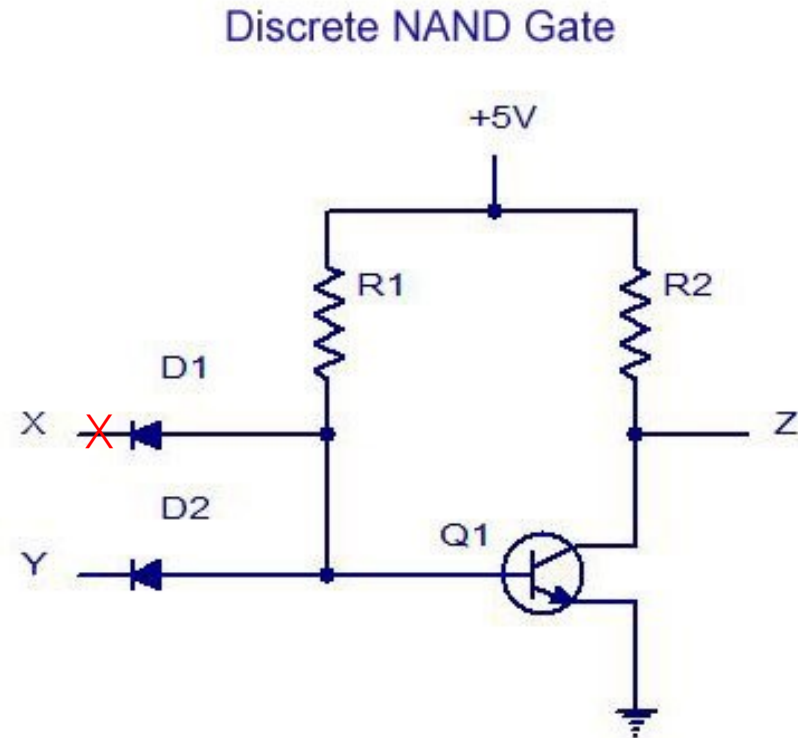 Discrete NAND Gate
+5V
R1
R2
D1
X
X
Z
D2
Q1
Y